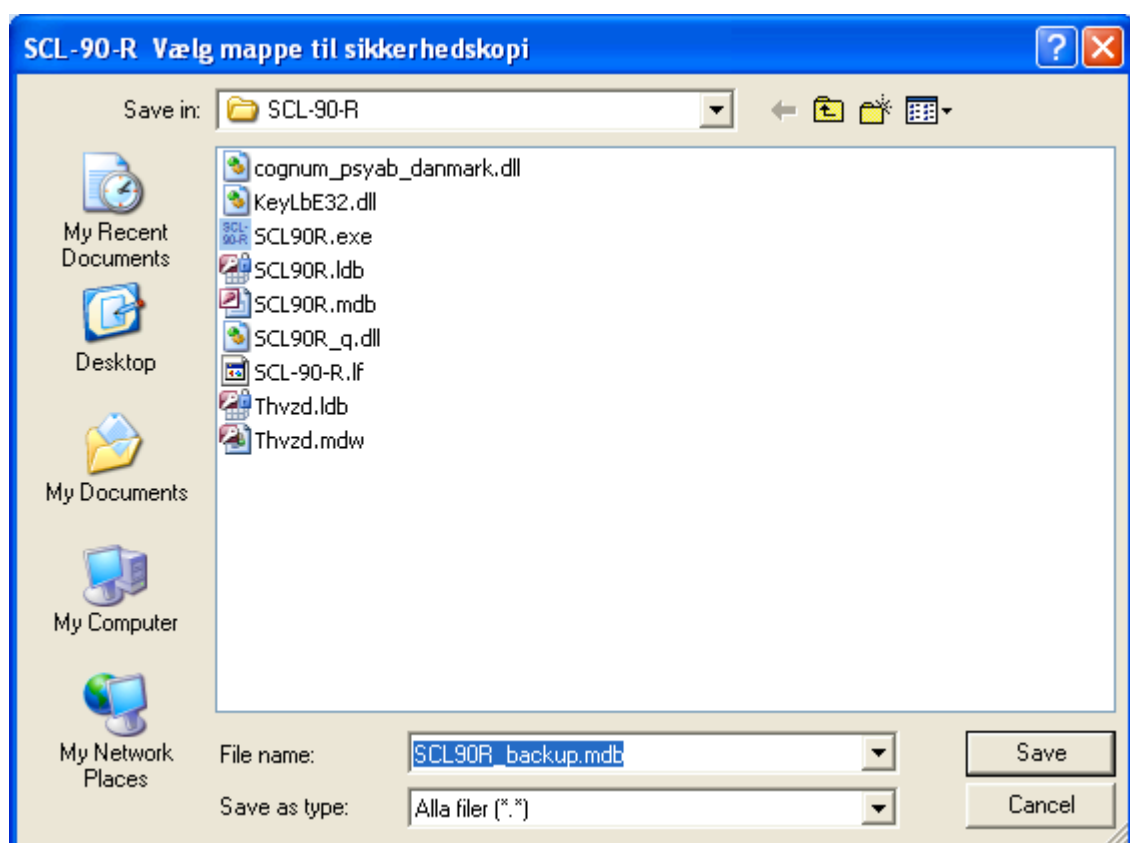 SCL-90-R Vælg mappe til sikkerhedskopi
Save in:
SCL-90-R
My Recent
Documents
Desktop
My Documents
My Computer
My Network
Places
cognum_psyab_danmark.dll
KeyLbE32.dll
SCL-
90-R
SCL90R.exe
SCL90R.ldb
SCL90R.mdb
SCL90R_q.dll
SCL-90-R.lf
Thvzd.ldb
Thvzd.mdw
File name:
SCL90R_backup.mdb
Save
Save as type:
Alla filer (*.*)
Cancel